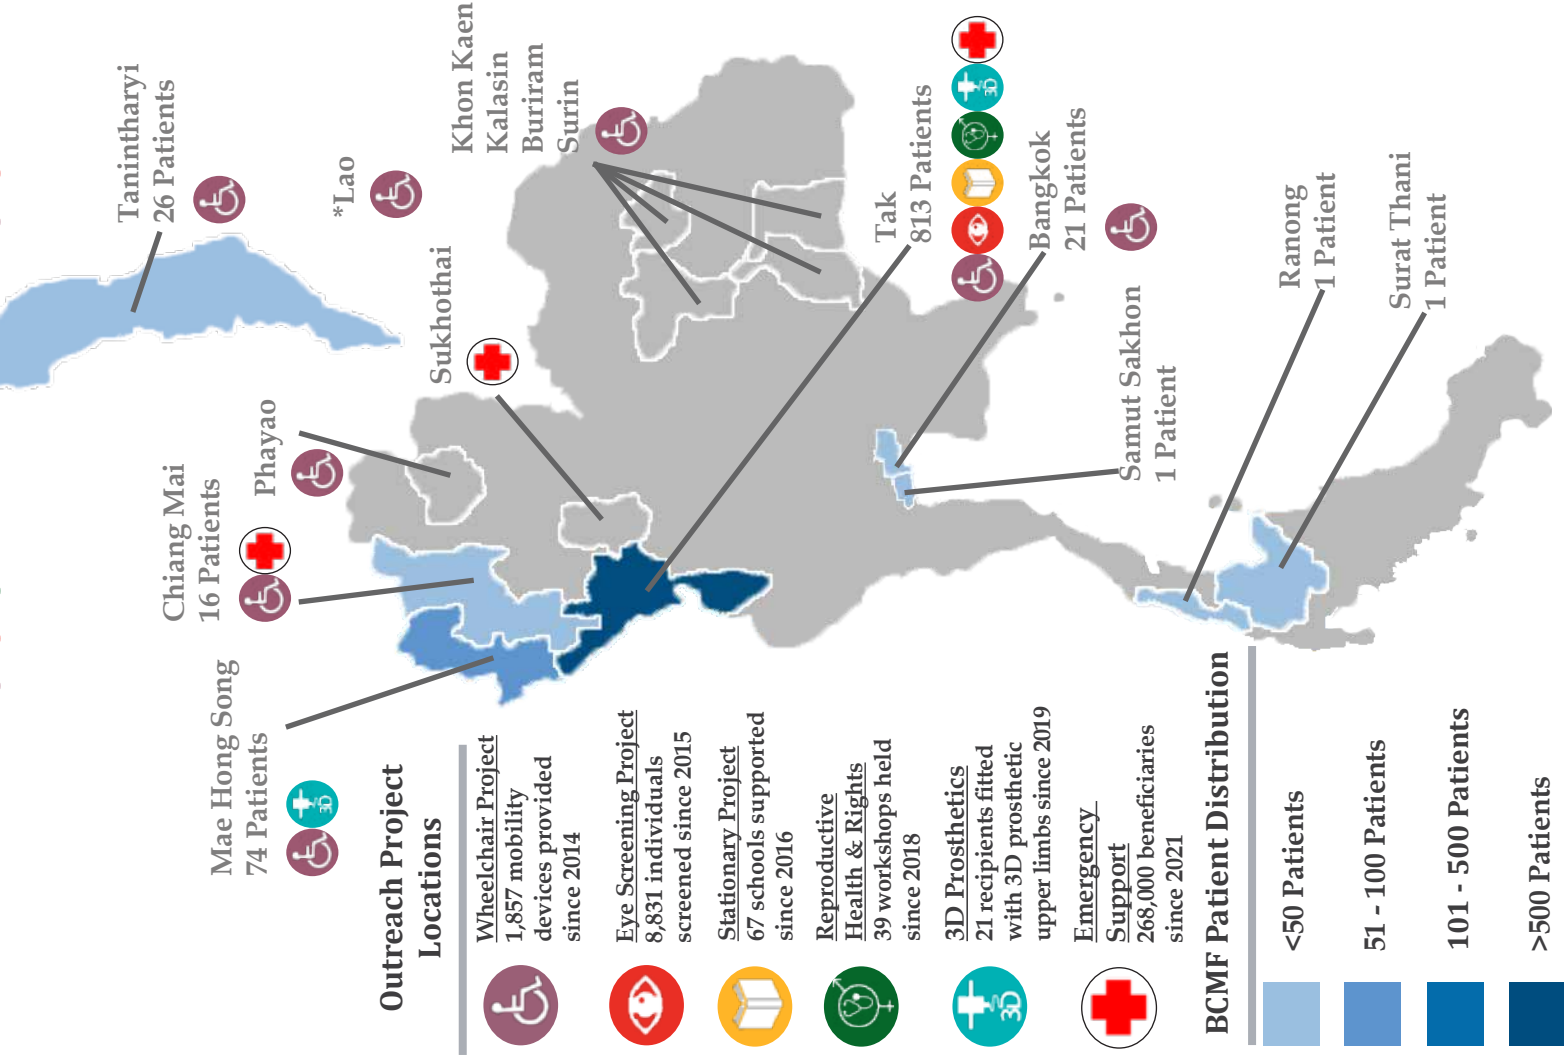 Outreach Project
Locations
Wheelchair Project
1,857 mobility
devices provided
since 2014
Eye Screening Project
8,831 individuals
screened since 2015
Stationary Project
67 schools supported
since 2016
Reproductive
Health & Rights
39 workshops held
since 2018
3D
3D Prosthetics
21 recipients fitted
with 3D prosthetic
upper limbs since 2019
Emergency
Support
268,000 beneficiaries
since 2021
BCMF Patient Distribution
<50 Patients
51 - 100 Patients
101 - 500 Patients
>500 Patients
Mae Hong Song
74 Patients
3D
Chiang Mai
16 Patients
Phayao
Sukhothai
Tanintharyi
26 Patients
*Lao
Khon Kaen
Kalasin
Buriram
Surin
Tak
813 Patients
3D
Bangkok
21 Patients
Samut Sakhon
1 Patient
Ranong
1 Patient
Surat Thani
1 Patient